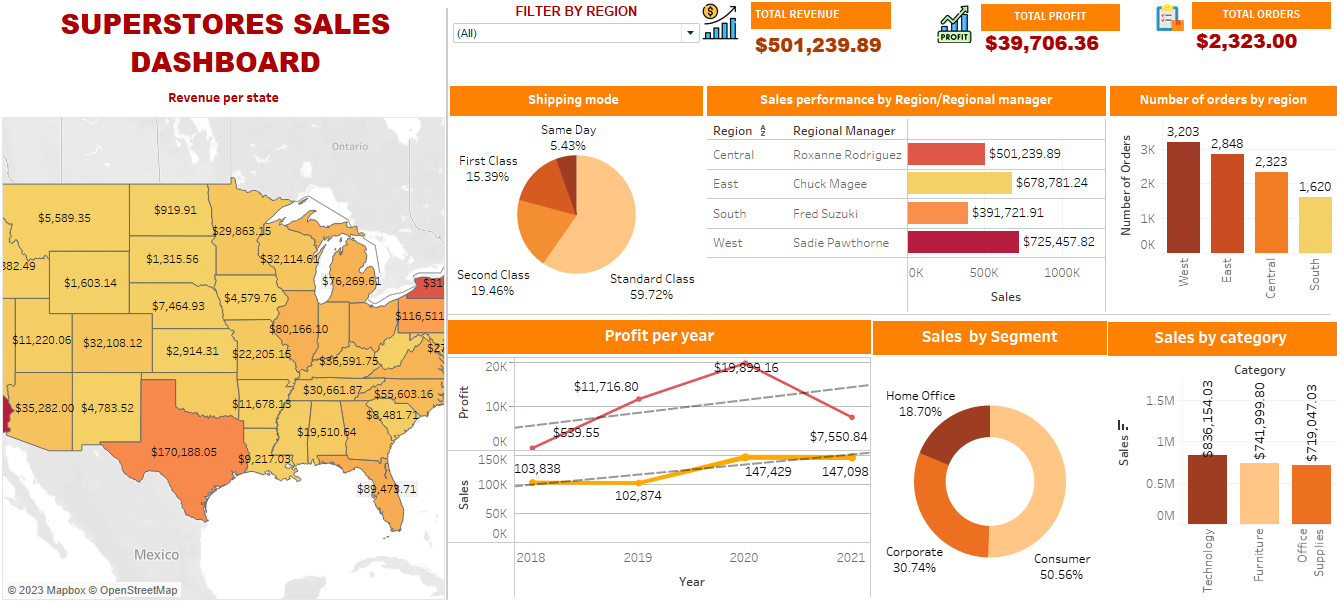 SUPERSTORES SALES
DASHBOARD
Revenue per state
FILTER BY REGION
(All)
TOTAL REVENUE
$501,239.89
PROFIT
TOTAL PROFIT
$39,706.36
TOTAL ORDERS
$2,323.00
Ontario
$5,589.35
$919.91
$29,863.15
$32,114.61
382.49
$1,315.56
$1,603.14
$76,269.61
$4,579.76
$7,464.93
$116,511
$80,166.10
$11,220.06
$32,108.12
$2,914.31
$22,205.15
$36,591.75
$30,661.87
$55,603.16
$35,282.00
$4,783.52
$11,678.13
$8,481.71
$19,510.64
$170,188.05
$9,217.03
$89,473.71
Mexico
© 2023 Mapbox © OpenStreetMap
Shipping mode
Same Day
5.43%
First Class
15.39%
Second Class
19.46%
Standard Class
59.72%
Sales performance by Region/Regional manager
Region Regional Manager
Central Roxanne Rodriguez $501,239.89
East Chuck Magee $678,781.24
South Fred Suzuki $391,721.91
West Sadie Pawthorne $725,457.82
0K 500K 1000K
Sales
Number of orders by region
Number of Orders
3K
2K
1K
0K
3,203
2,848
2,323
1,620
West
East
Central
South
Profit per year
Profit
20K
10K
0K
$539.55
$11,716.80
$19,899.16
$7,550.84
Sales
150K
100K
50K
0K
103,838
102,874
147,429
147,098
2018 2019 2020 2021
Year
Sales by Segment
Home Office
18.70%
Corporate
30.74%
Consumer
50.56%
Sales by category
Category
Sales
1.5M
1M
0.5M
0M
$836,154.03
$741,999.80
$719,047.03
Technology
Furniture
Office
Supplies